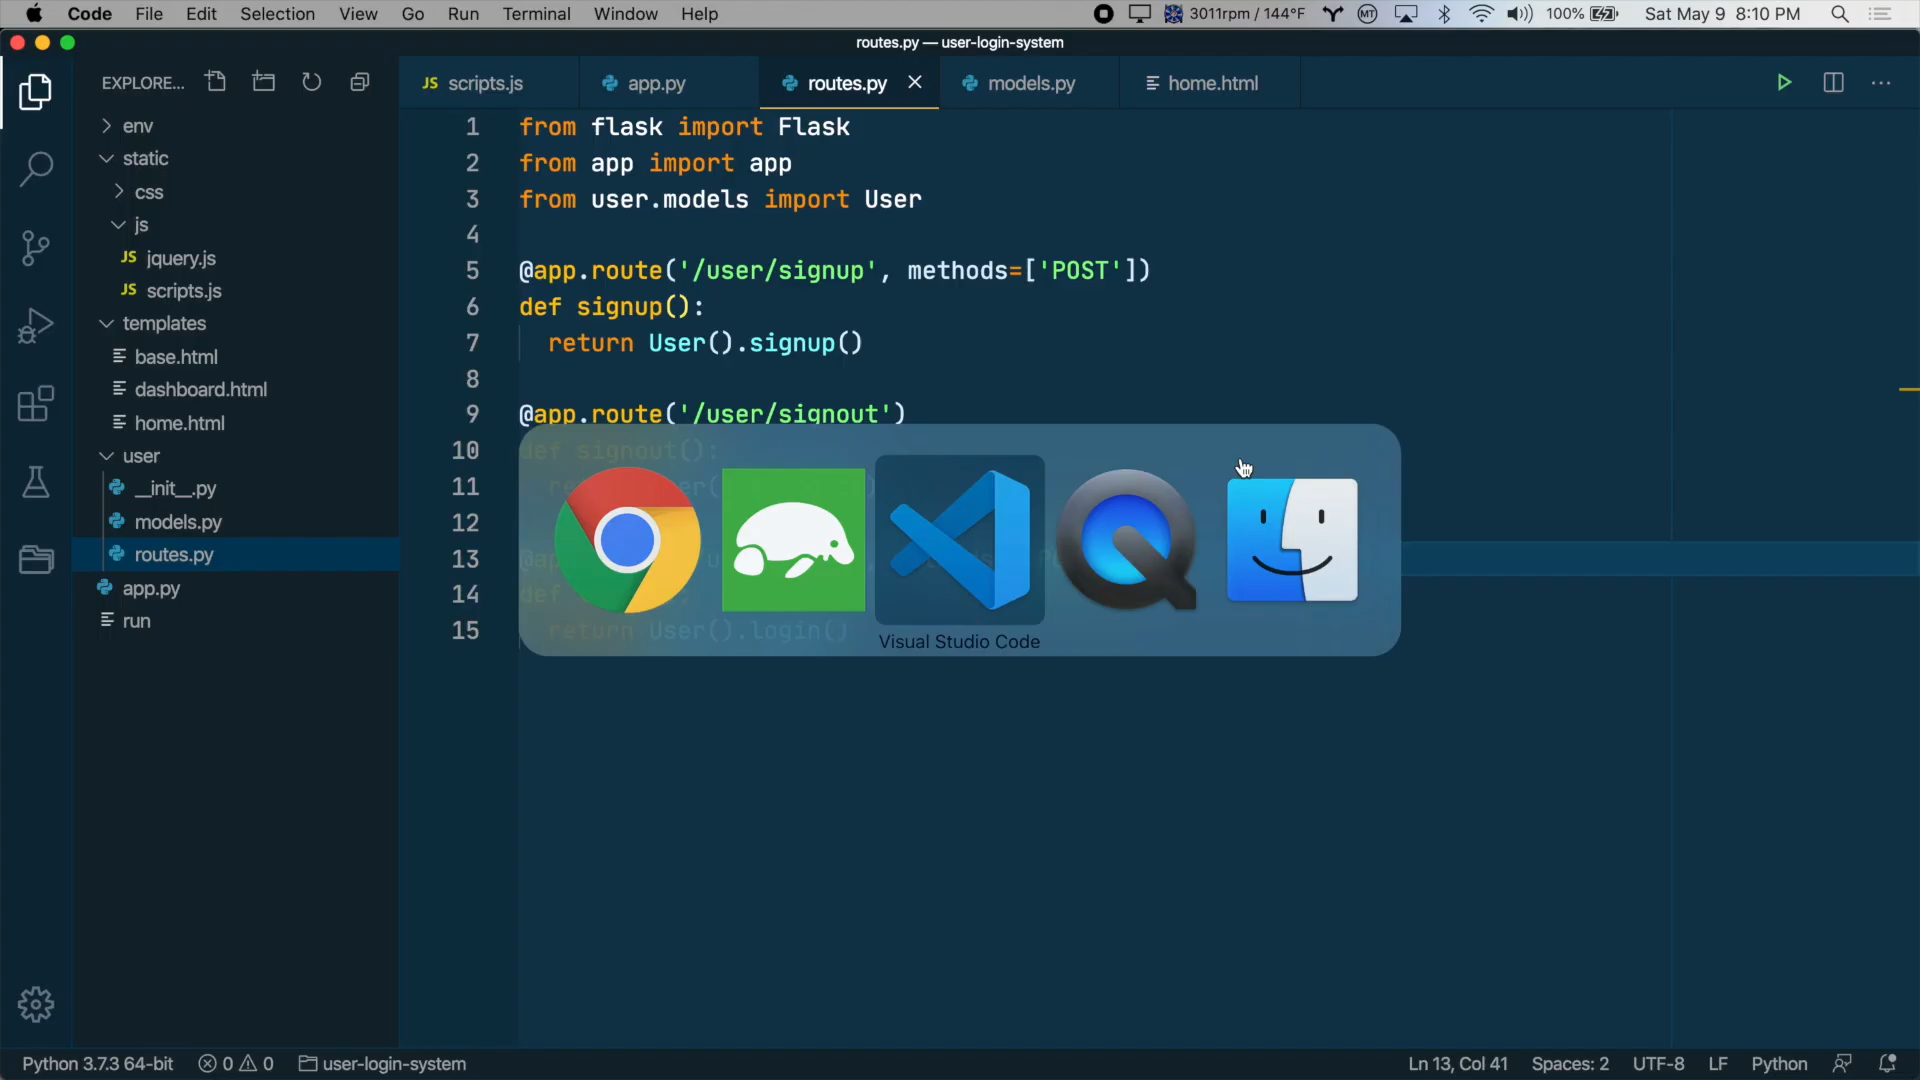 Code File Edit Selection View Go Run Terminal Window Help
MT
3011rpm / 144°F
100%
Sat May 9 8:10 PM
routes.py — user-login-system
EXPLORE...
JS scripts.js
app.py
routes.py
models.py
home.html
env
static
css
js
JS jquery.js
JS scripts.js
templates
base.html
dashboard.html
home.html
user
__init__.py
models.py
routes.py
app.py
run
1 from flask import Flask
2 from app import app
3 from user.models import User
4
5 @app.route('/user/signup', methods=['POST'])
6 def signup():
7 return User().signup()
8
9 @app.route('/user/signout')
10 def signout():
11
12
13
14
15 return User().login()
Visual Studio Code
Python 3.7.3 64-bit
0
0
user-login-system
Ln 13, Col 41
Spaces: 2
UTF-8
LF
Python